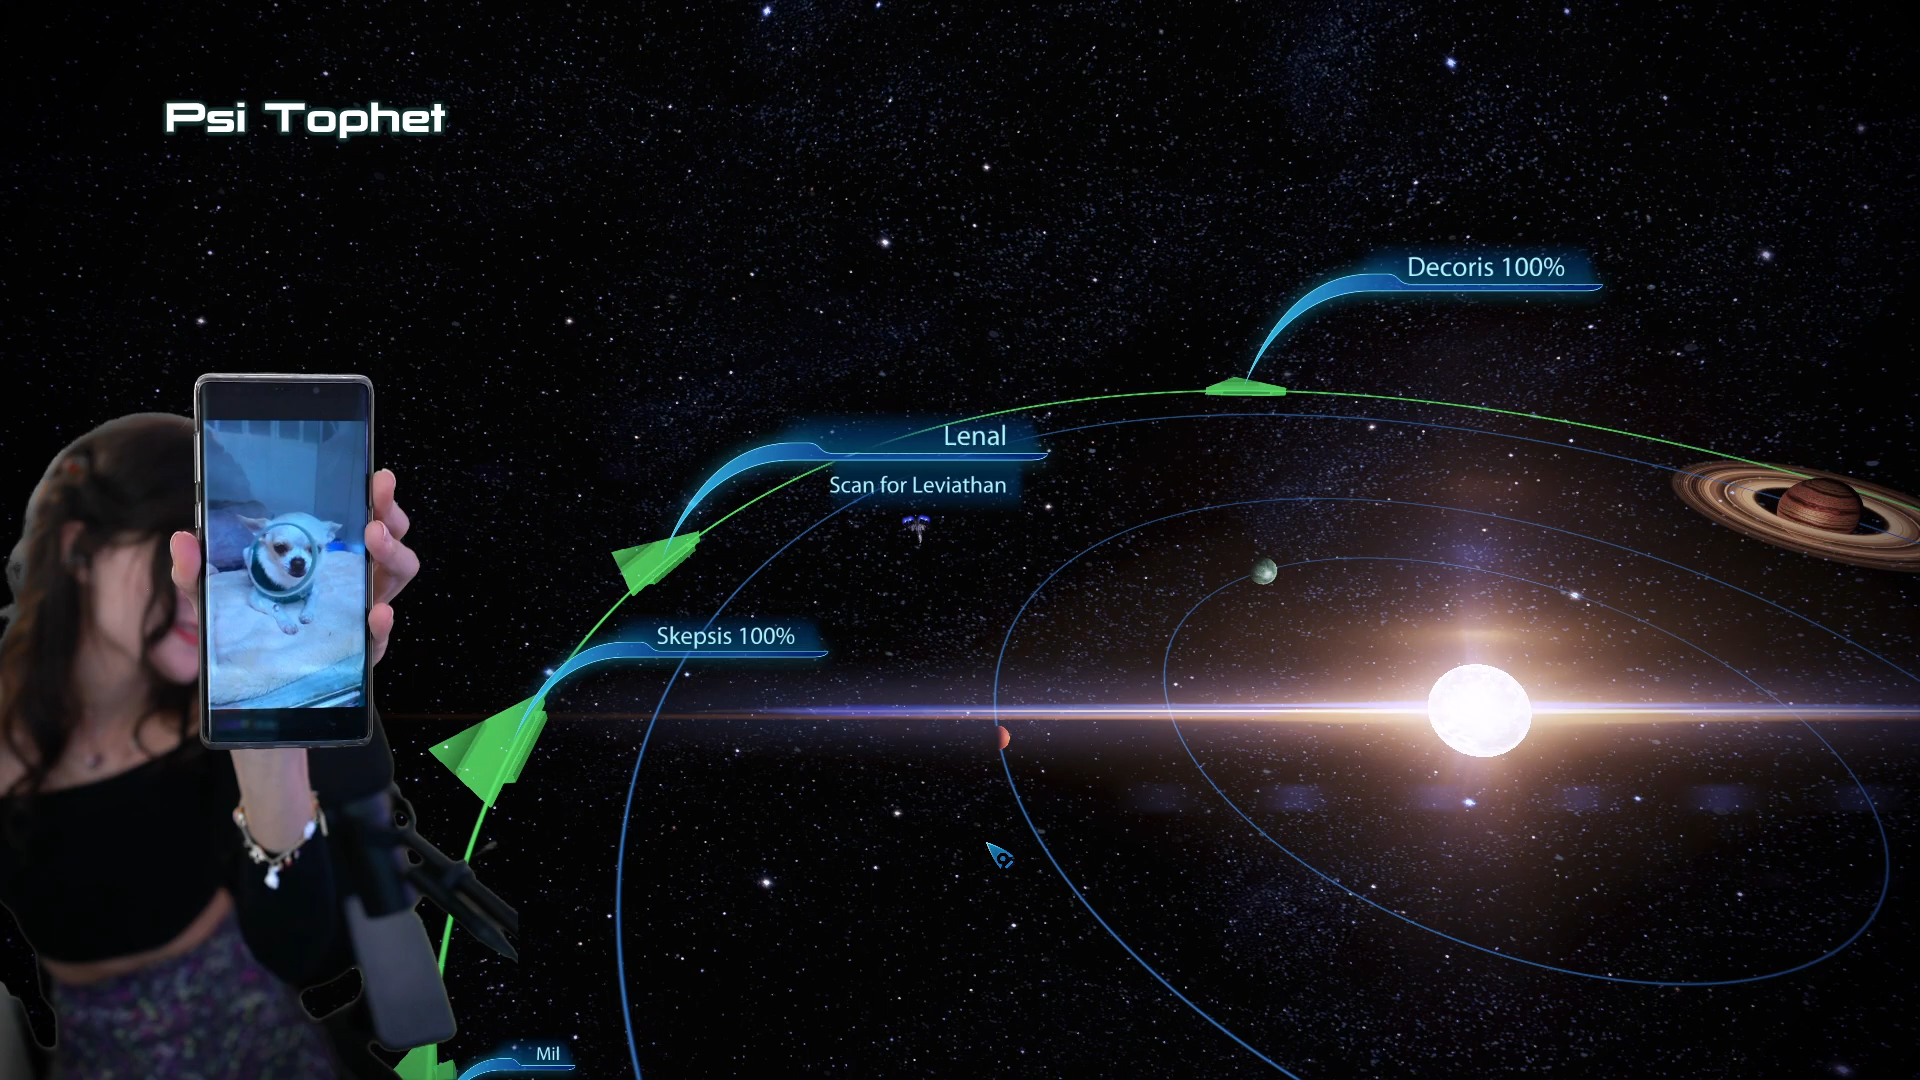 Psi Tophet
Decoris 100%
Lenal
Scan for Leviathan
Skepsis 100%
Mil